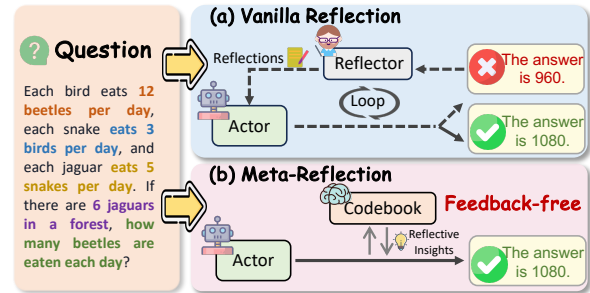 Question
Each bird eats 12
beetles per day,
each snake eats 3
birds per day, and
each jaguar eats 5
snakes per day. If
there are 6 jaguars
in a forest, how
many beetles are
eaten each day?
(a) Vanilla Reflection
Reflections
Reflector
The answer
is 960.
Loop
Actor
The answer
is 1080.
(b) Meta-Reflection
Codebook
Feedback-free
Reflective
Insights
Actor
The answer
is 1080.